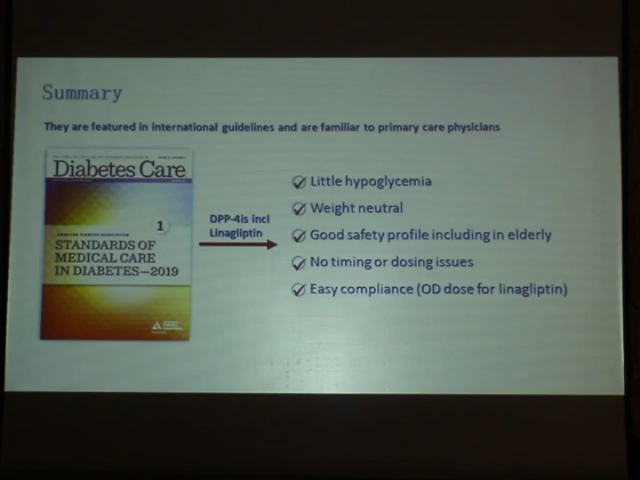 Summary
They are featured in international guidelines and are familiar to primary care physicians
Diabetes Care
1
STANDARDS OF
MEDICAL CARE
IN DIABETES—2019
DPP-4is incl
Linagliptin
Little hypoglycemia
Weight neutral
Good safety profile including in elderly
No timing or dosing issues
Easy compliance (OD dose for linagliptin)